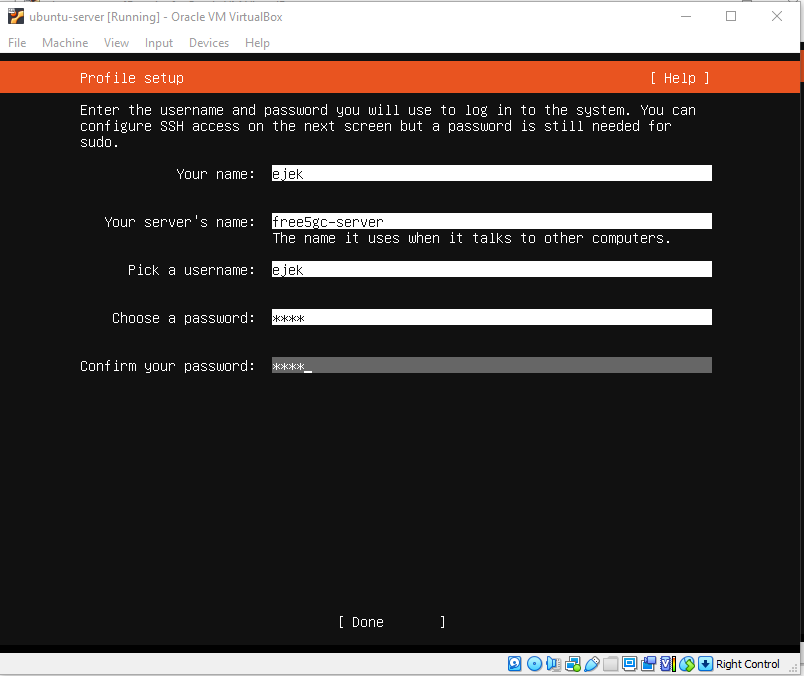 ubuntu-server [Running] - Oracle VM VirtualBox
File Machine View Input Devices Help
Profile setup [ Help ]
Enter the username and password you will use to log in to the system. You can
configure SSH access on the next screen but a password is still needed for
sudo.
Your name: ejek
Your server's name: free5gc-server
The name it uses when it talks to other computers.
Pick a username: ejek
Choose a password: ****
Confirm your password: ****_
[ Done ]
Right Control